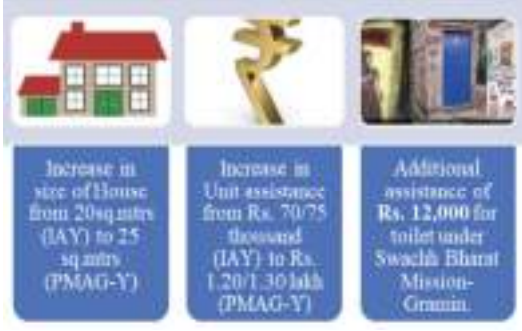 Increase in
size of House
from 20sq.mtrs
(IAY) to 25
sq.mtrs
(PMAG-Y)
Increase in
Unit assistance
from Rs. 70/75
thousand
(IAY) to Rs.
1.20/1.30 lakh
(PMAG-Y)
Additional
assistance of
Rs. 12,000 for
toilet under
Swachh Bharat
Mission-
Gramin.